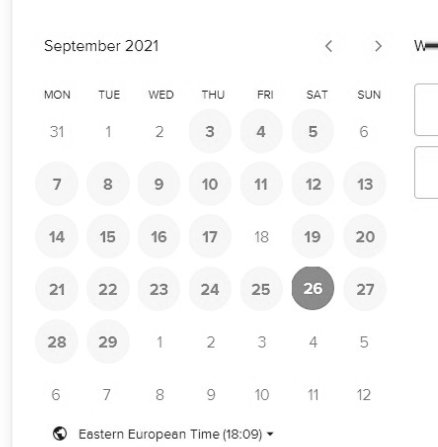 September 2021 < >
MON TUE WED THU FRI SAT SUN
31 1 2 3 4 5 6
7 8 9 10 11 12 13
14 15 16 17 18 19 20
21 22 23 24 25 26 27
28 29 1 2 3 4 5
6 7 8 9 10 11 12
Eastern European Time (18:09)